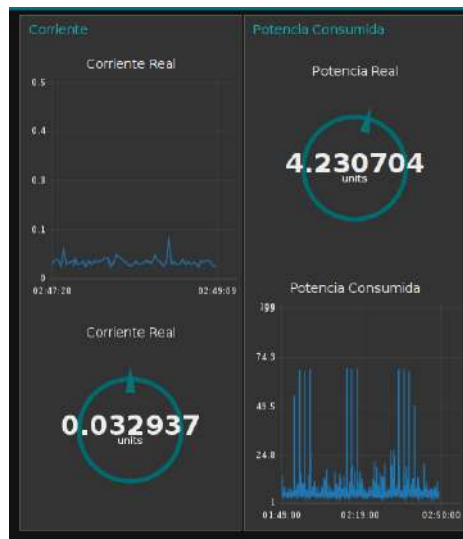 Corriente
Corriente Real
0.5
0.4
0.3
0.1
0
02:47:20
02:49:09
Corriente Real
0.032937
units
Potencia Consumida
Potencia Real
4.230704
units
Potencia Consumida
74.3
49.5
24.8
1
01:49:00
02:19:00
02:50:00